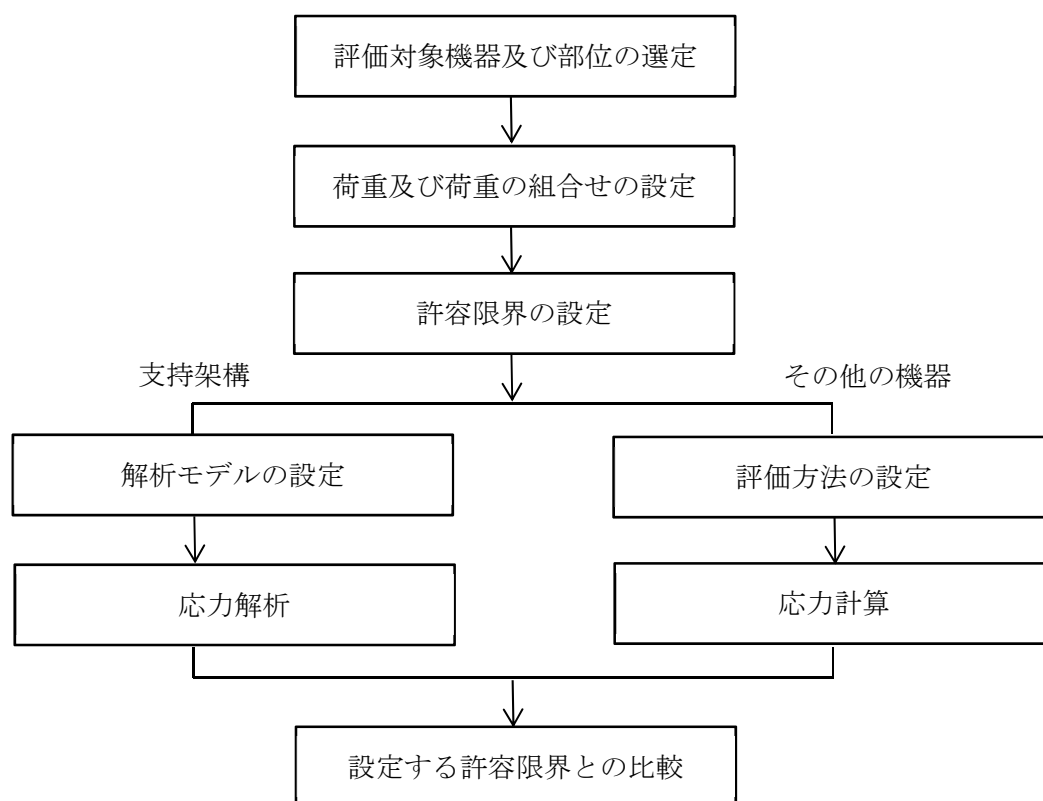 評価対象機器及び部位の選定
荷重及び荷重の組合せの設定
許容限界の設定
支持架構
その他の機器
解析モデルの設定
評価方法の設定
応力解析
応力計算
設定する許容限界との比較